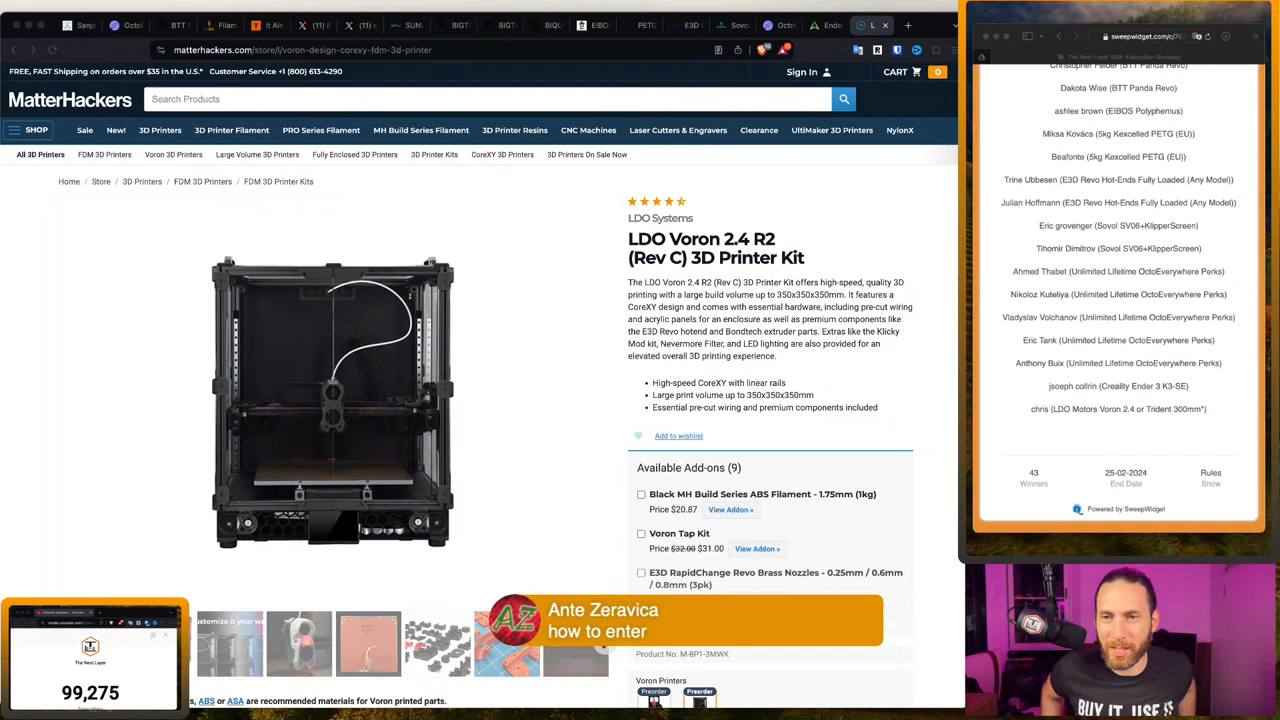 Sanja
Octo
BTT
Filam
It Ain
(11) E
(11)
SUN
BIGT
BIGT
BIQU
EIBO
PETG
E3D
Sovo
Octo
Ende
L
matterhackers.com/store/l/voron-design-corexy-fdm-3d-printer
FREE, FAST Shipping on orders over $35 in the U.S.* Customer Service +1 (800) 613-4290
Sign In
CART 0
MatterHackers
Search Products
SHOP
Sale
New!
3D Printers
3D Printer Filament
PRO Series Filament
MH Build Series Filament
3D Printer Resins
CNC Machines
Laser Cutters & Engravers
Clearance
UltiMaker 3D Printers
NylonX
All 3D Printers
FDM 3D Printers
Voron 3D Printers
Large Volume 3D Printers
Fully Enclosed 3D Printers
3D Printer Kits
CoreXY 3D Printers
3D Printers On Sale Now
Home / Store / 3D Printers / FDM 3D Printers / FDM 3D Printer Kits
LDO Systems
LDO Voron 2.4 R2
(Rev C) 3D Printer Kit
The LDO Voron 2.4 R2 (Rev C) 3D Printer Kit offers high-speed, quality 3D
printing with a large build volume up to 350x350x350mm. It features a
CoreXY design and comes with essential hardware, including pre-cut wiring
and acrylic panels for an enclosure as well as premium components like
the E3D Revo hotend and Bondtech extruder parts. Extras like the Klicky
Mod kit, Nevermore Filter, and LED lighting are also provided for an
elevated overall 3D printing experience.
• High-speed CoreXY with linear rails
• Large print volume up to 350x350x350mm
• Essential pre-cut wiring and premium components included
Add to wishlist
Available Add-ons (9)
Black MH Build Series ABS Filament - 1.75mm (1kg)
Price $20.87 View Addon »
Voron Tap Kit
Price $32.00 $31.00 View Addon »
E3D RapidChange Revo Brass Nozzles - 0.25mm / 0.6mm
/ 0.8mm (3pk)
Product No. M-8P1-3MWK
Voron Printers
Preorder
Preorder
ustomize it your wa
, ABS or ASA are recommended materials for Voron printed parts.
Ante Zeravica
how to enter
The Next Layer
99,275
sweepwidget.com/c/757
The Next Layer 100K Subscriber Giveaway
Christopher Felder (BTT Panda Revo)
Dakota Wise (BTT Panda Revo)
ashlee brown (EIBOS Polyphemus)
Miksa Kovács (5kg Kexcelled PETG (EU))
Beafonte (5kg Kexcelled PETG (EU))
Trine Ubbesen (E3D Revo Hot-Ends Fully Loaded (Any Model))
Julian Hoffmann (E3D Revo Hot-Ends Fully Loaded (Any Model))
Eric grovenger (Sovol SV06+KlipperScreen)
Tihomir Dimitrov (Sovol SV06+KlipperScreen)
Ahmed Thabet (Unlimited Lifetime OctoEverywhere Perks)
Nikoloz Kuteliya (Unlimited Lifetime OctoEverywhere Perks)
Vladyslav Volchanov (Unlimited Lifetime OctoEverywhere Perks)
Eric Tank (Unlimited Lifetime OctoEverywhere Perks)
Anthony Buix (Unlimited Lifetime OctoEverywhere Perks)
jsoeph collrin (Creality Ender 3 K3-SE)
chris (LDO Motors Voron 2.4 or Trident 300mm*)
43
Winners
25-02-2024
End Date
Rules
Show
Powered by SweepWidget
BUY IT, USE